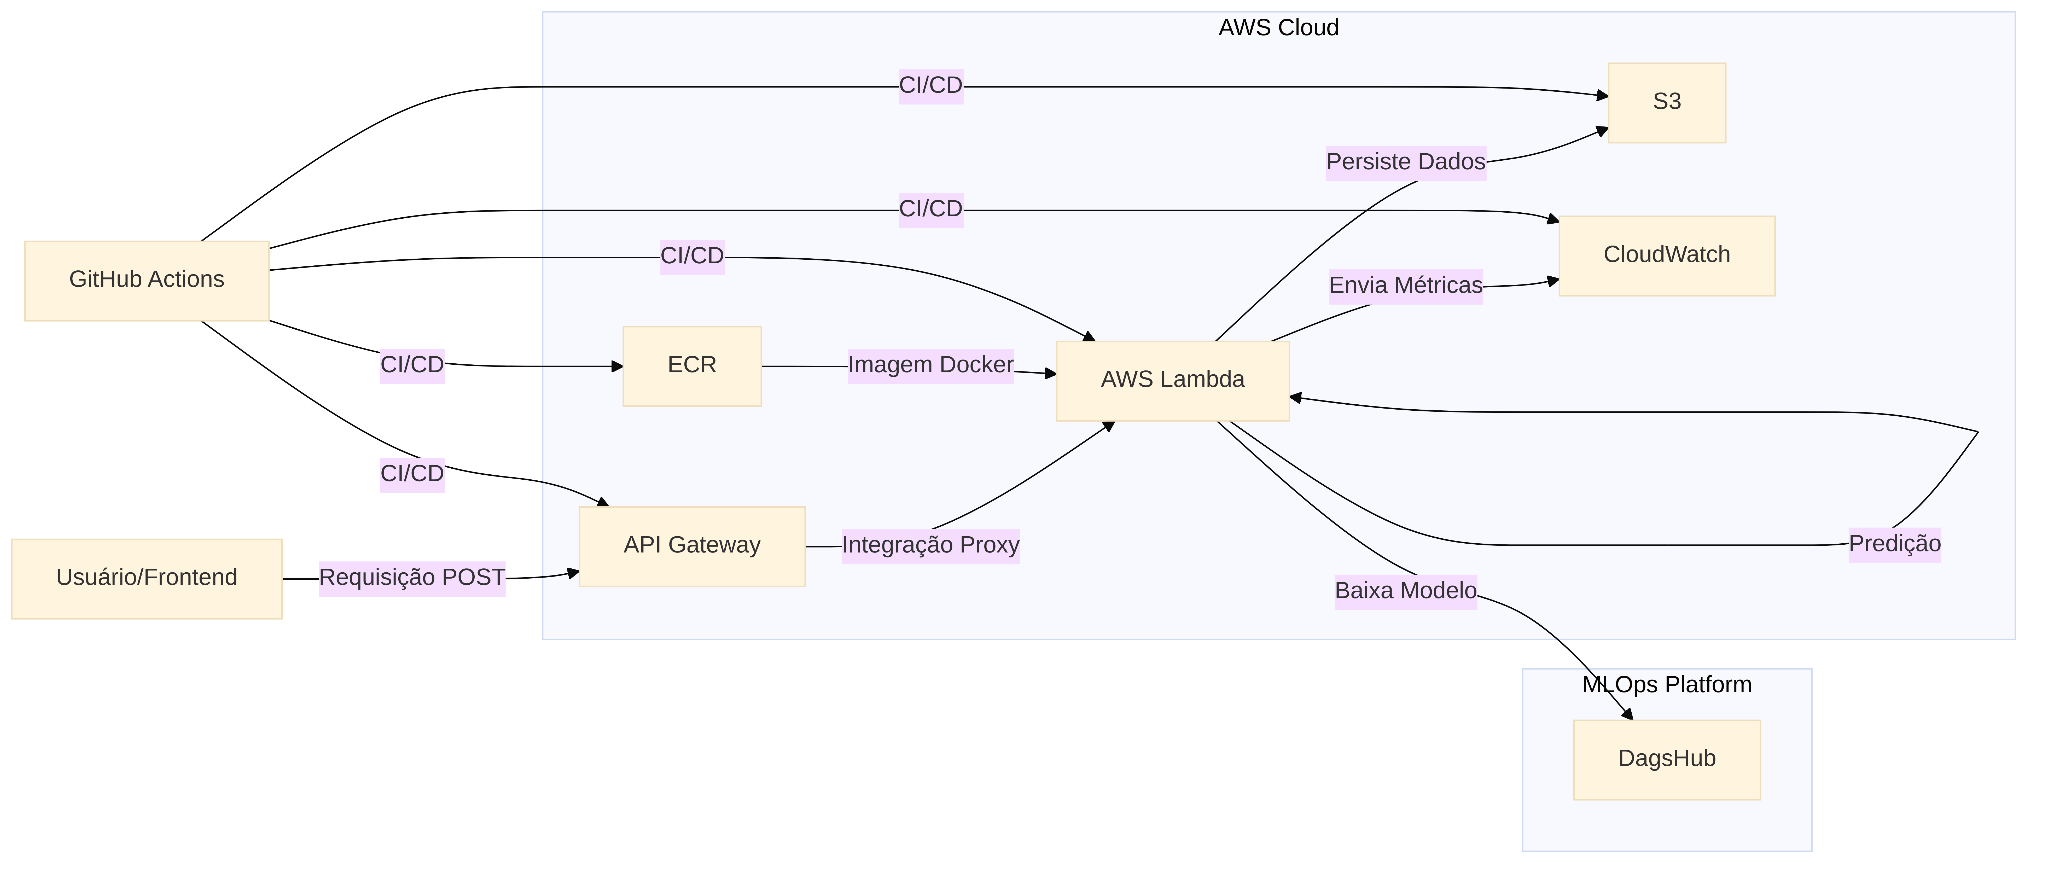 AWS Cloud
CI/CD
S3
Persiste Dados
CI/CD
CI/CD
CloudWatch
GitHub Actions
Envia Métricas
CI/CD
ECR
Imagem Docker
AWS Lambda
CI/CD
API Gateway
Integração Proxy
Predição
Usuário/Frontend
Requisição POST
Baixa Modelo
MLOps Platform
DagsHub